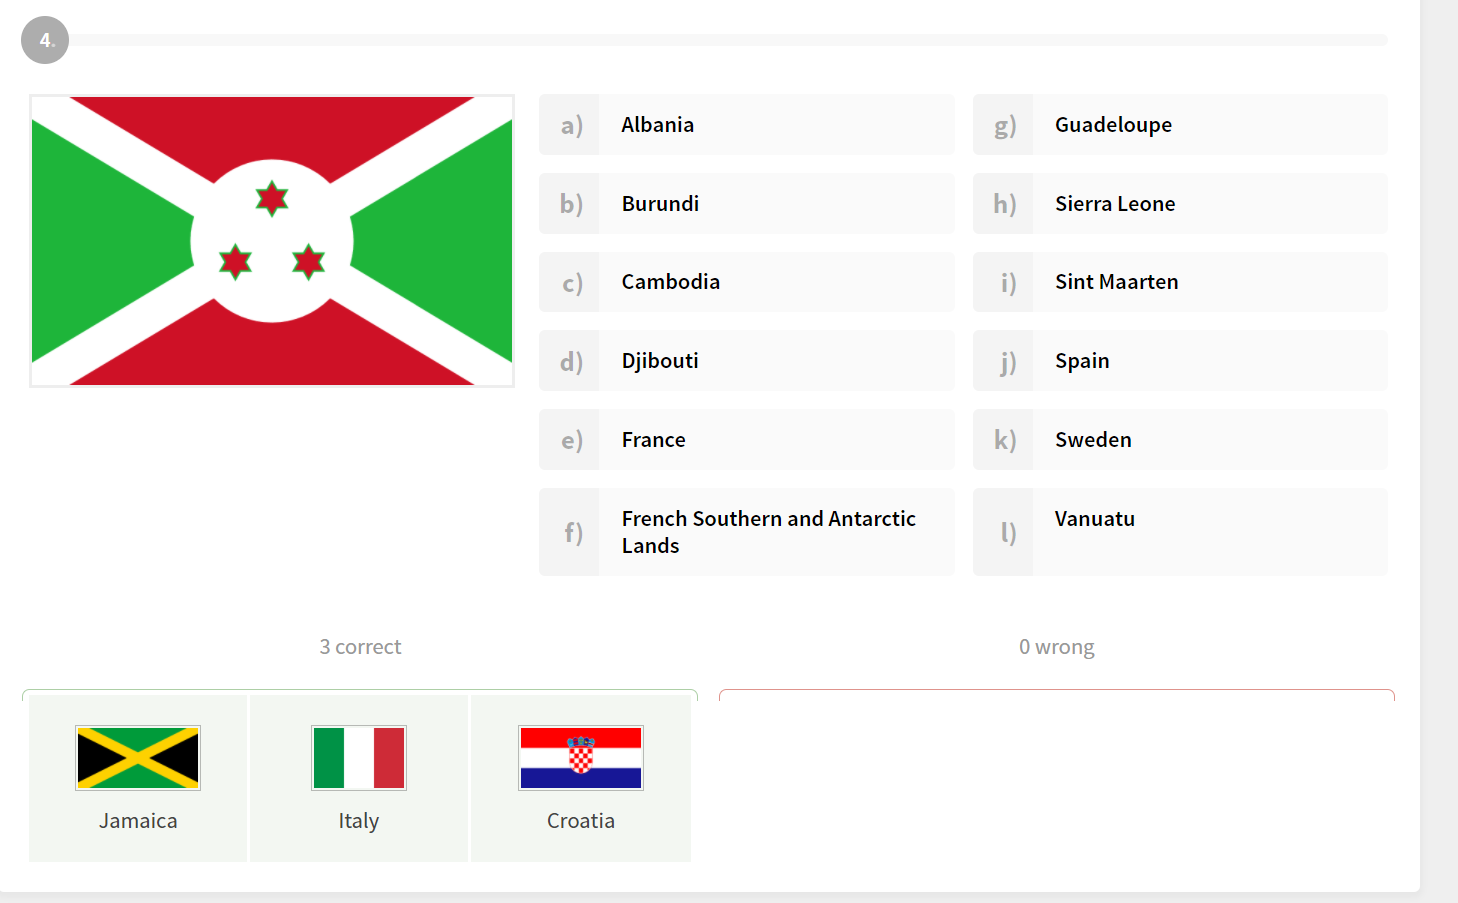 4.
a) Albania
b) Burundi
c) Cambodia
d) Djibouti
e) France
f) French Southern and Antarctic
Lands
g) Guadeloupe
h) Sierra Leone
i) Sint Maarten
j) Spain
k) Sweden
l) Vanuatu
3 correct
0 wrong
Jamaica
Italy
Croatia